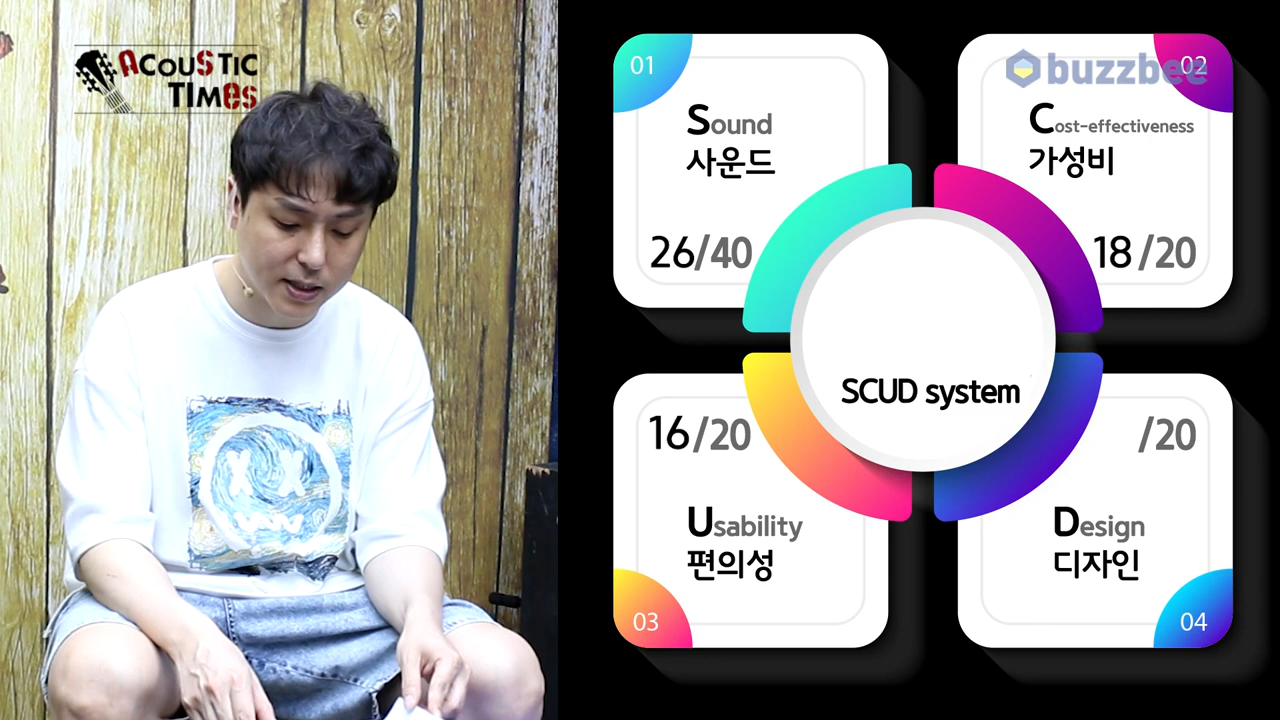 ACOUSTIC
TIMES
buzzbee
01
Sound
사운드
26/40
02
Cost-effectiveness
가성비
18/20
SCUD system
16/20
Usability
편의성
03
/20
Design
디자인
04